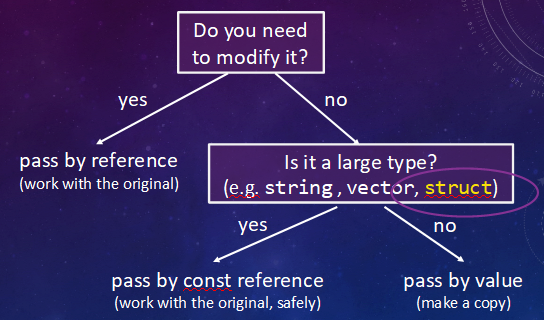 Do you need
to modify it?
yes
no
pass by reference
(work with the original)
Is it a large type?
(e.g. string, vector, struct)
yes
no
pass by const reference
(work with the original, safely)
pass by value
(make a copy)